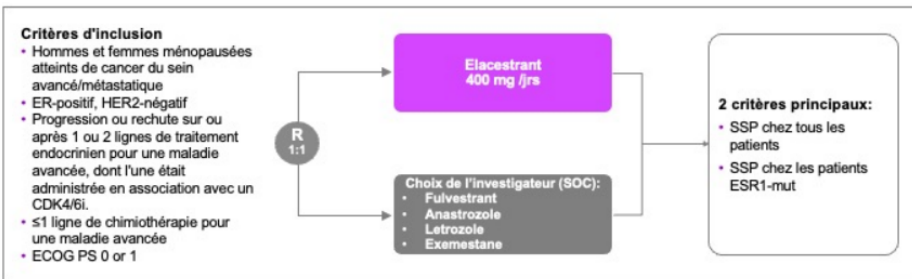 Critères d'inclusion
• Hommes et femmes ménopausées
atteints de cancer du sein
avancé/métastatique
• ER-positif, HER2-négatif
• Progression ou rechute sur ou
après 1 ou 2 lignes de traitement
endocrinien pour une maladie
avancée, dont l'une était
administrée en association avec un
CDK4/6i.
• ≤1 ligne de chimiothérapie pour
une maladie avancée
• ECOG PS 0 or 1
R
1:1
Elacestrant
400 mg /jrs
Choix de l'investigateur (SOC):
• Fulvestrant
• Anastrozole
• Letrozole
• Exemestane
2 critères principaux:
• SSP chez tous les
patients
• SSP chez les patients
ESR1-mut